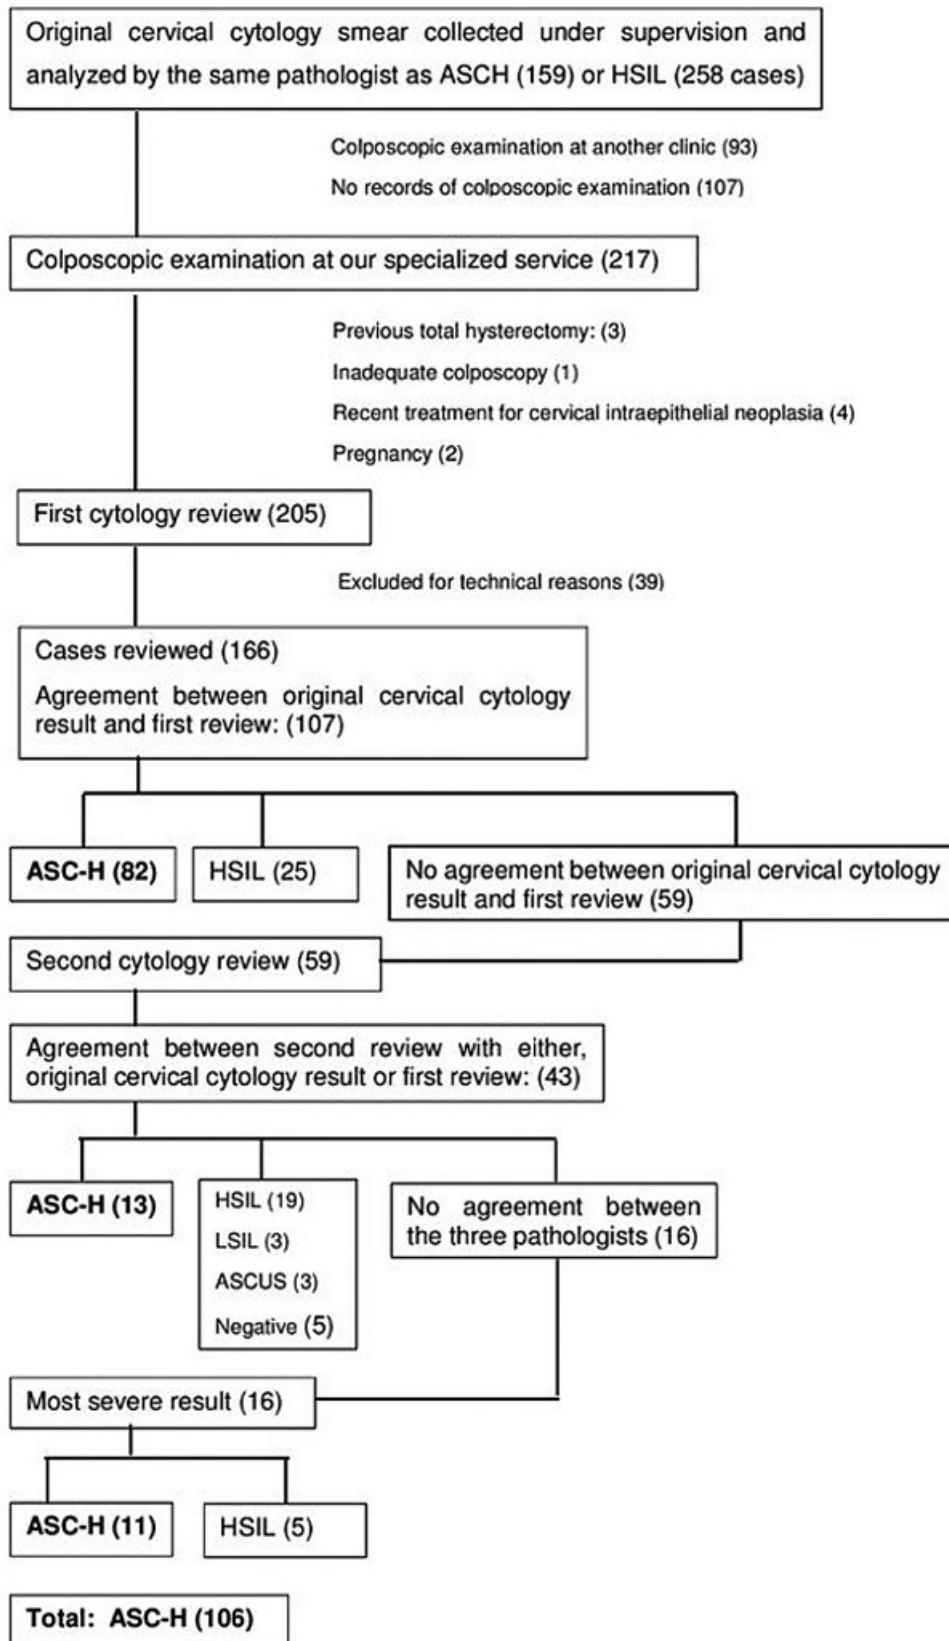 Original cervical cytology smear collected under supervision and
analyzed by the same pathologist as ASCH (159) or HSIL (258 cases)
Colposcopic examination at another clinic (93)
No records of colposcopic examination (107)
Colposcopic examination at our specialized service (217)
Previous total hysterectomy: (3)
Inadequate colposcopy (1)
Recent treatment for cervical intraepithelial neoplasia (4)
Pregnancy (2)
First cytology review (205)
Excluded for technical reasons (39)
Cases reviewed (166)
Agreement between original cervical cytology
result and first review: (107)
ASC-H (82)
HSIL (25)
No agreement between original cervical cytology
result and first review (59)
Second cytology review (59)
Agreement between second review with either,
original cervical cytology result or first review: (43)
ASC-H (13)
HSIL (19)
LSIL (3)
ASCUS (3)
Negative (5)
No agreement between
the three pathologists (16)
Most severe result (16)
ASC-H (11)
HSIL (5)
Total: ASC-H (106)